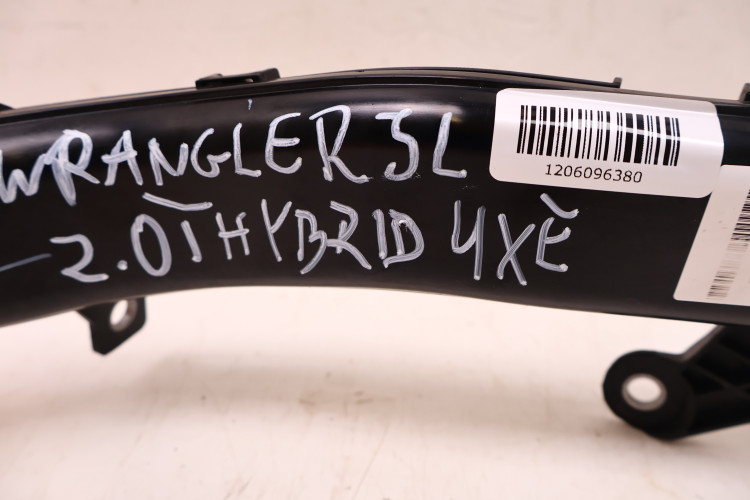 WRANGLER JL
2.0T HYBRID 4XE
1206096380